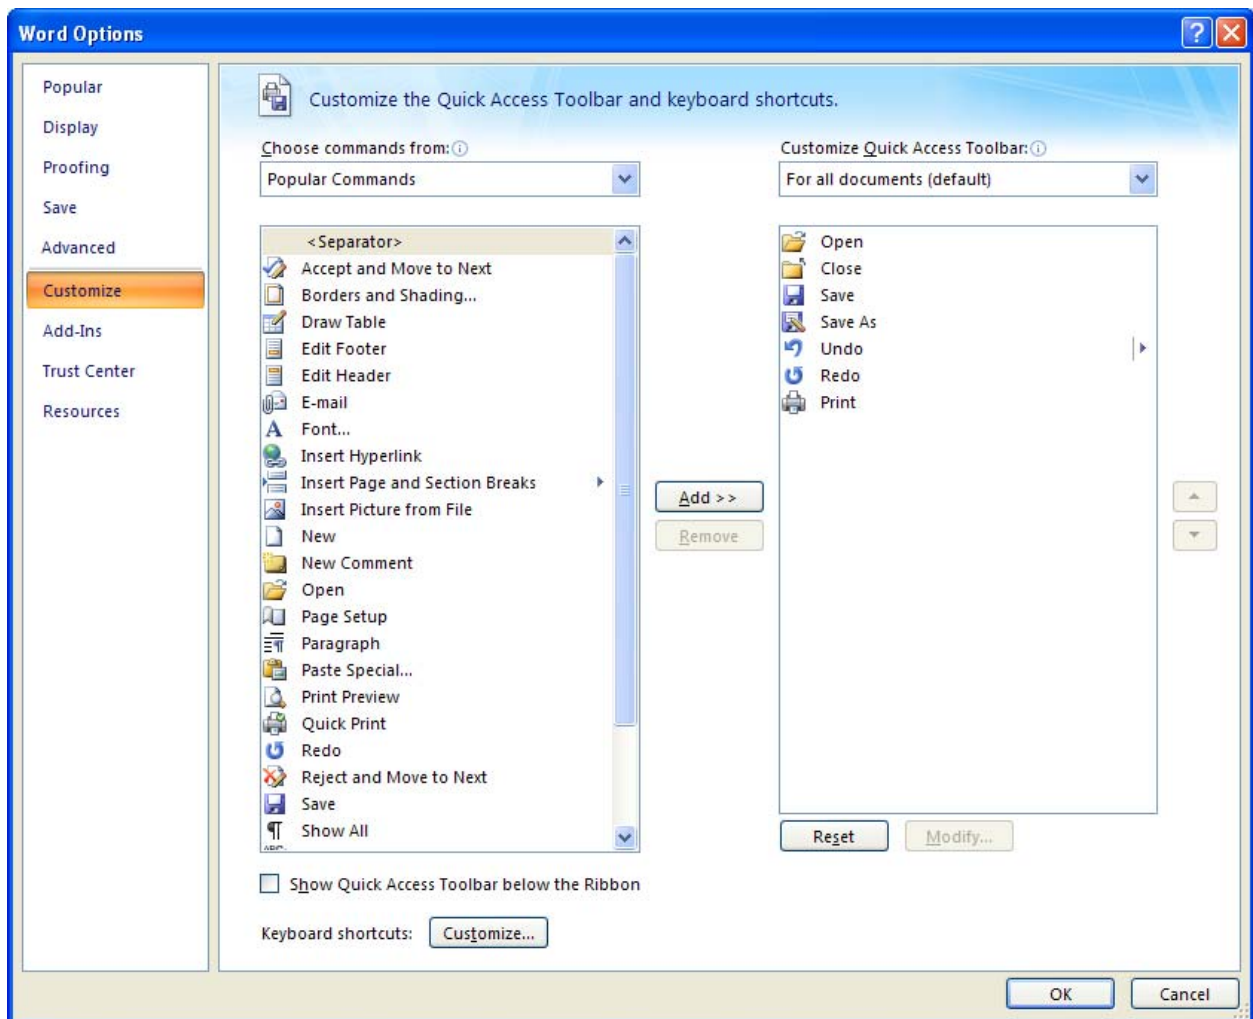 Word Options
Popular
Display
Proofing
Save
Advanced
Customize
Add-Ins
Trust Center
Resources
Customize the Quick Access Toolbar and keyboard shortcuts.
Choose commands from:
Popular Commands
<Separator>
Accept and Move to Next
Borders and Shading...
Draw Table
Edit Footer
Edit Header
E-mail
Font...
Insert Hyperlink
Insert Page and Section Breaks
Insert Picture from File
New
New Comment
Open
Page Setup
Paragraph
Paste Special...
Print Preview
Quick Print
Redo
Reject and Move to Next
Save
Show All
Add >>
Remove
Customize Quick Access Toolbar:
For all documents (default)
Open
Close
Save
Save As
Undo
Redo
Print
Reset
Modify...
Show Quick Access Toolbar below the Ribbon
Keyboard shortcuts:
Customize...
OK
Cancel